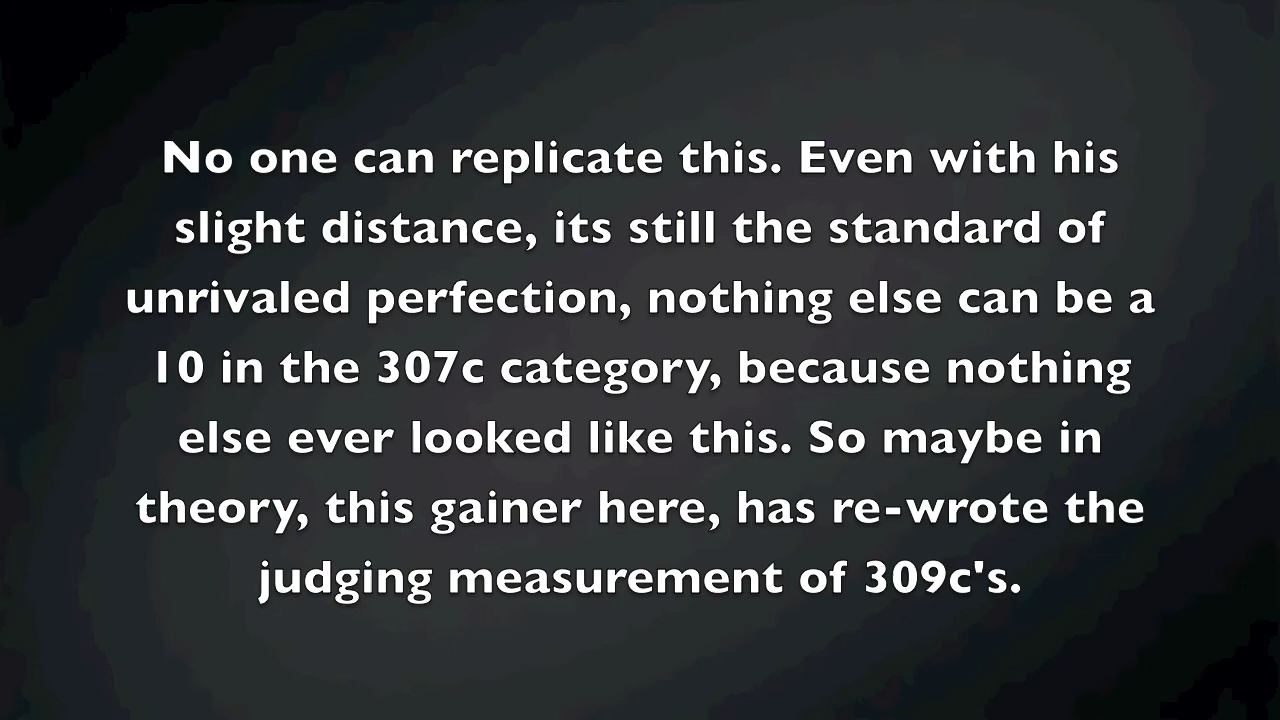 No one can replicate this. Even with his
slight distance, its still the standard of
unrivaled perfection, nothing else can be a
10 in the 307c category, because nothing
else ever looked like this. So maybe in
theory, this gainer here, has re-wrote the
judging measurement of 309c's.